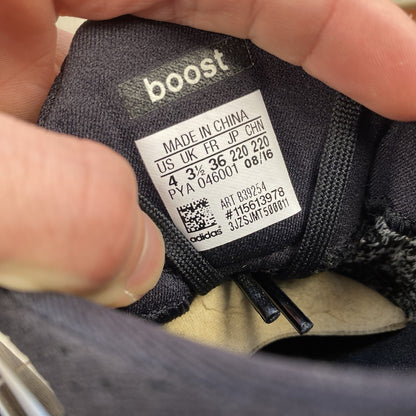 boost
MADE IN CHINA
US UK FR JP CHN
4 3½ 36 220 220
PYA 046001 08/16
ART B39254
#115613978
3JZSJMT500011
adidas